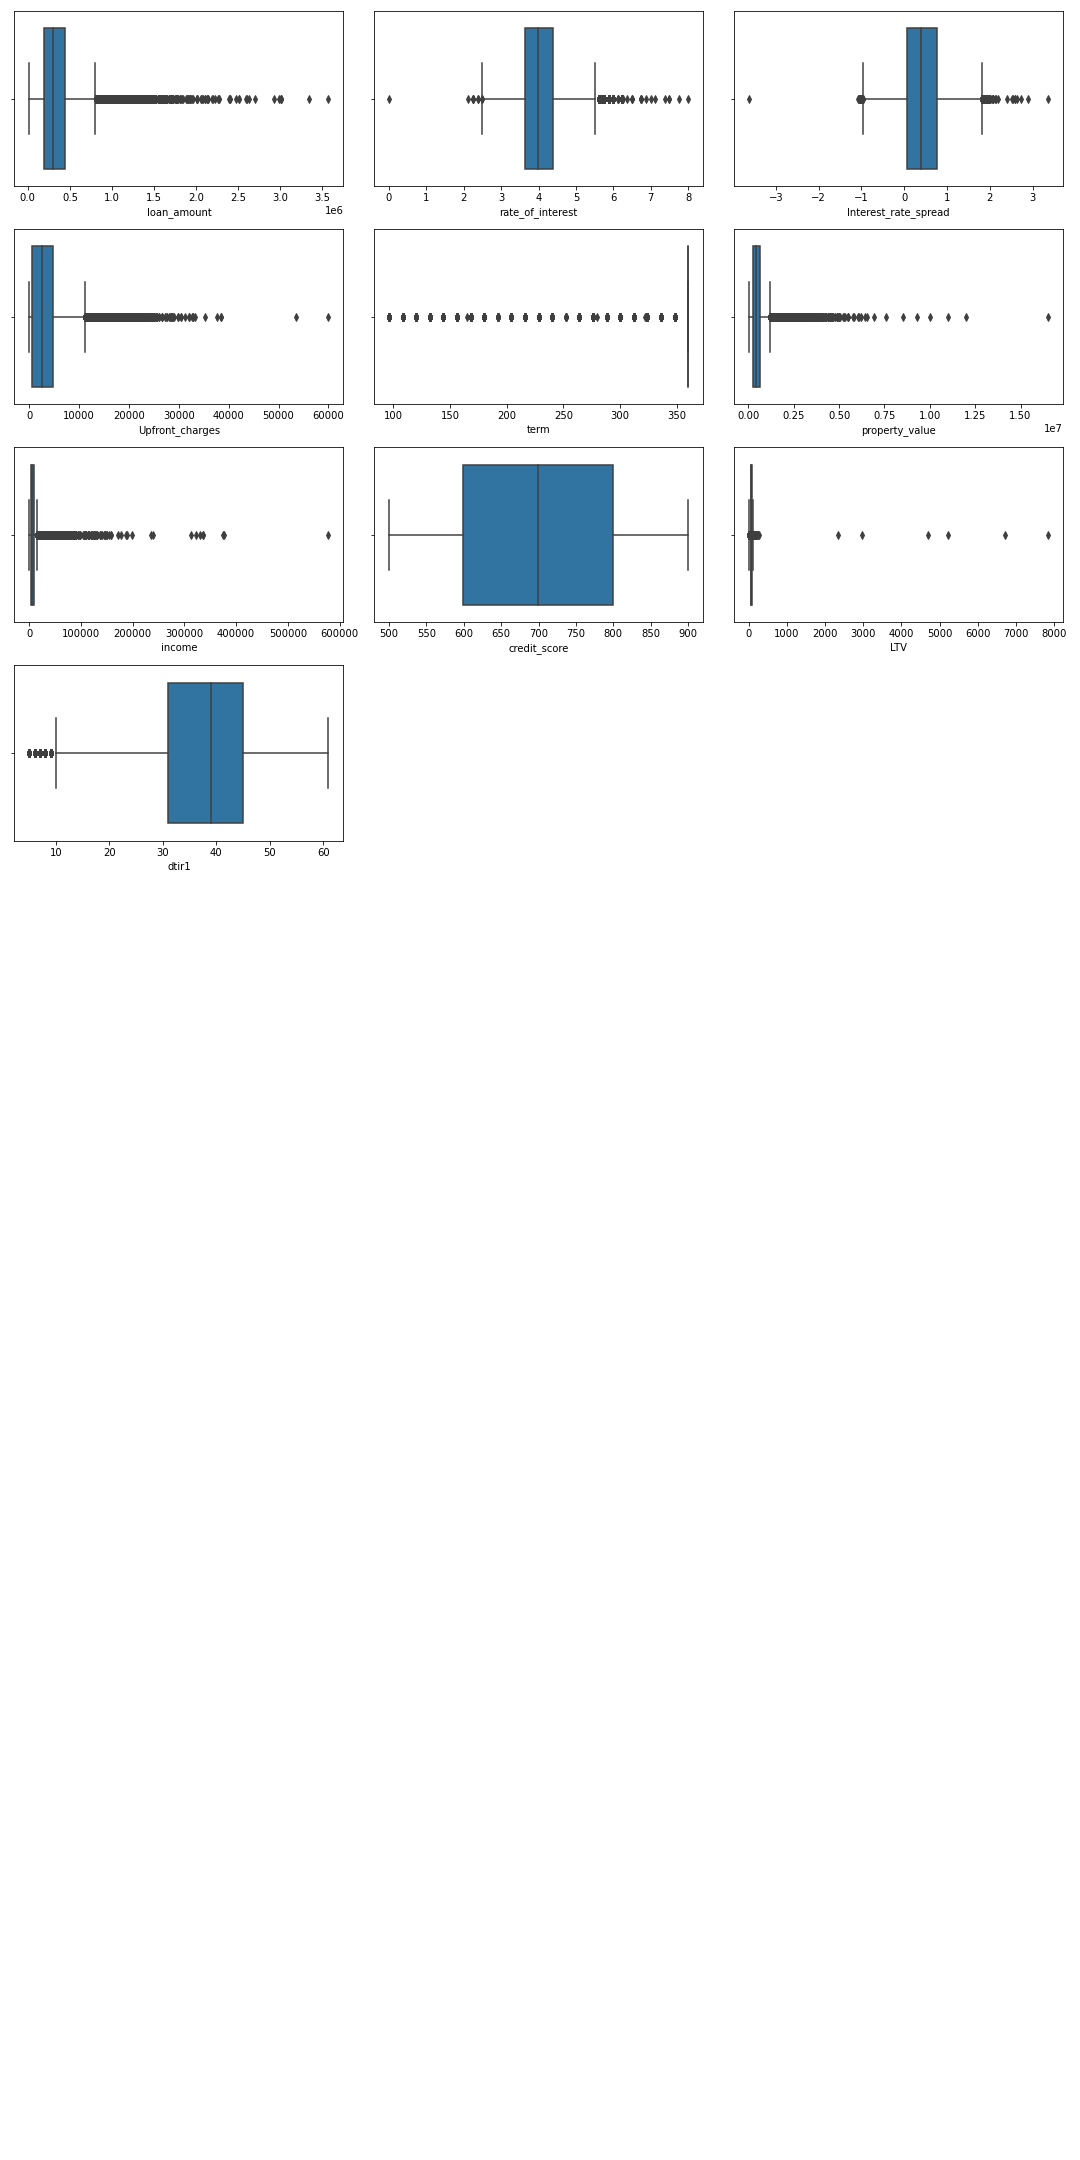 0.0 0.5 1.0 1.5 2.0 2.5 3.0 3.5
1e6
loan_amount
0 1 2 3 4 5 6 7 8
rate_of_interest
−3 −2 −1 0 1 2 3
Interest_rate_spread
0 10000 20000 30000 40000 50000 60000
Upfront_charges
100 150 200 250 300 350
term
0.00 0.25 0.50 0.75 1.00 1.25 1.50
1e7
property_value
0 100000 200000 300000 400000 500000 600000
income
500 550 600 650 700 750 800 850 900
credit_score
0 1000 2000 3000 4000 5000 6000 7000 8000
LTV
10 20 30 40 50 60
dtir1